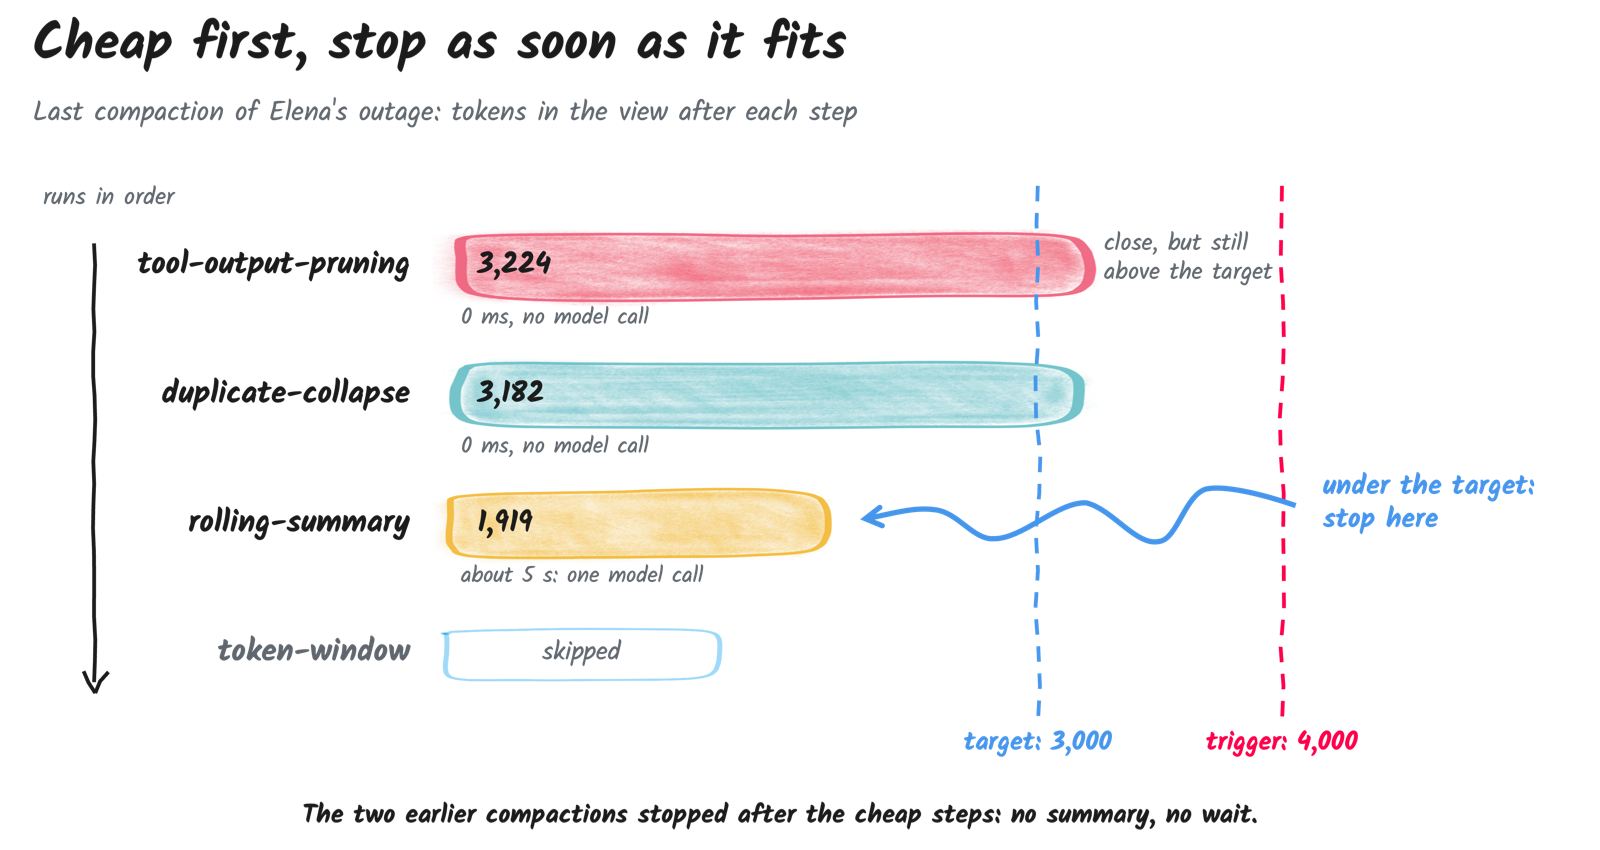 Cheap first, stop as soon as it fits
Last compaction of Elena's outage: tokens in the view after each step
runs in order
tool-output-pruning
3,224
close, but still
above the target
0 ms, no model call
duplicate-collapse
3,182
0 ms, no model call
rolling-summary
1,919
under the target:
stop here
about 5 s: one model call
token-window
skipped
target: 3,000
trigger: 4,000
The two earlier compactions stopped after the cheap steps: no summary, no wait.